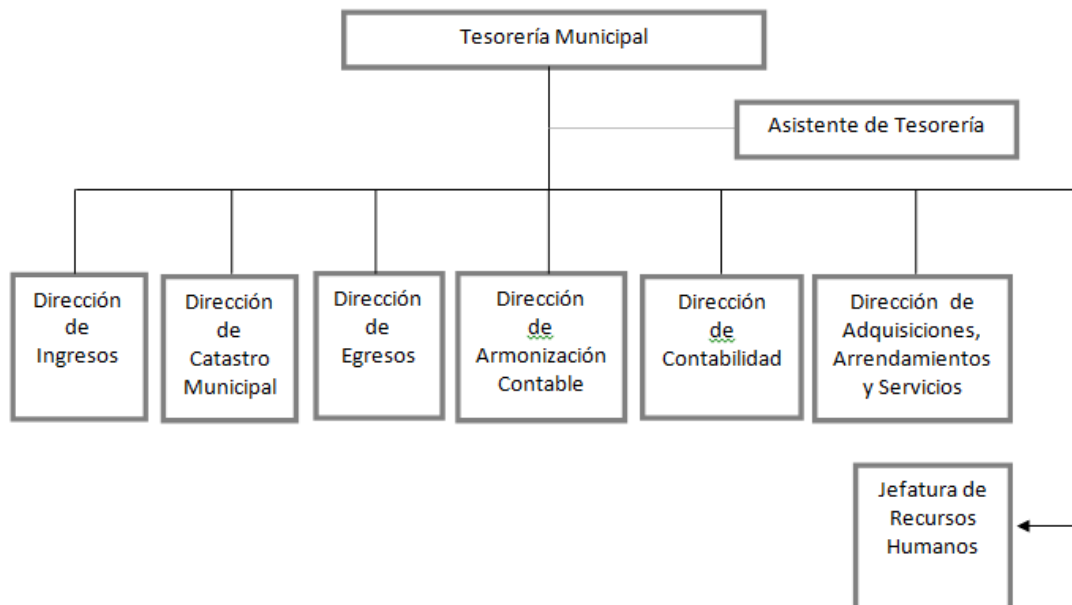 Tesorería Municipal
Asistente de Tesorería
Dirección
de
Ingresos
Dirección
de
Catastro
Municipal
Dirección
de
Egresos
Dirección
de
Armonización
Contable
Dirección
de
Contabilidad
Dirección de
Adquisiciones,
Arrendamientos
y Servicios
Jefatura de
Recursos
Humanos